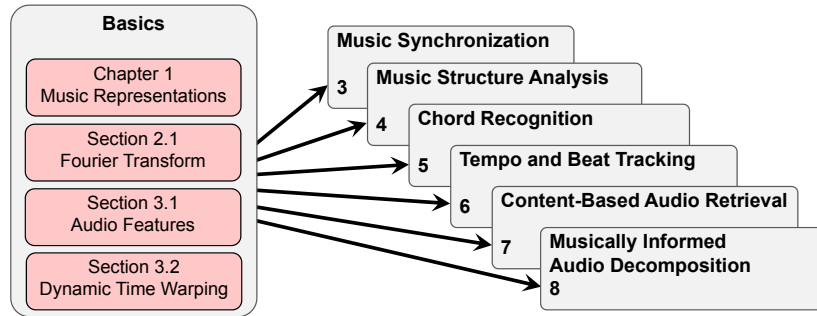 Basics
Chapter 1
Music Representations
Section 2.1
Fourier Transform
Section 3.1
Audio Features
Section 3.2
Dynamic Time Warping
Music Synchronization
3
Music Structure Analysis
4
Chord Recognition
5
Tempo and Beat Tracking
6
Content-Based Audio Retrieval
7
Musically Informed
Audio Decomposition
8